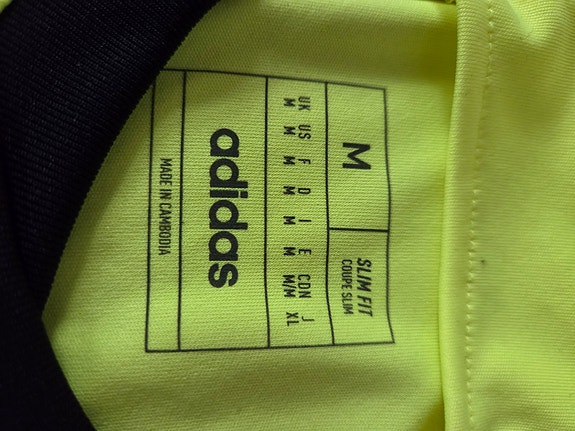 M
SLIM FIT
COUPE SLIM
UK US F D I E CDN J
M M M M M M M/M XL
adidas
MADE IN CAMBODIA